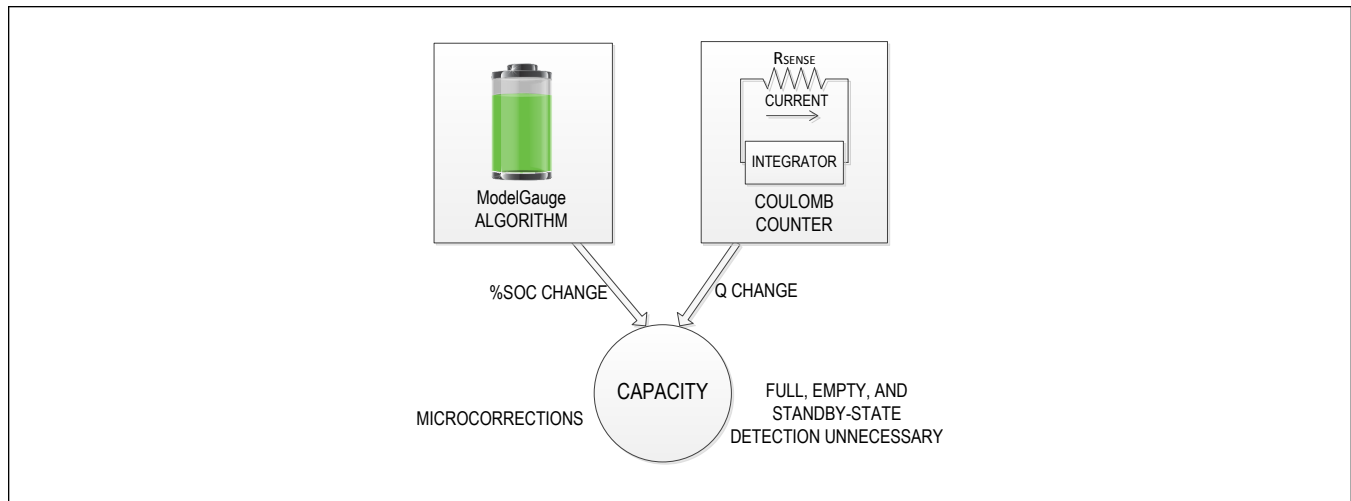 ModelGauge
ALGORITHM
RSENSE
CURRENT
INTEGRATOR
COULOMB
COUNTER
%SOC CHANGE
Q CHANGE
CAPACITY
MICROCORRECTIONS
FULL, EMPTY, AND
STANDBY-STATE
DETECTION UNNECESSARY